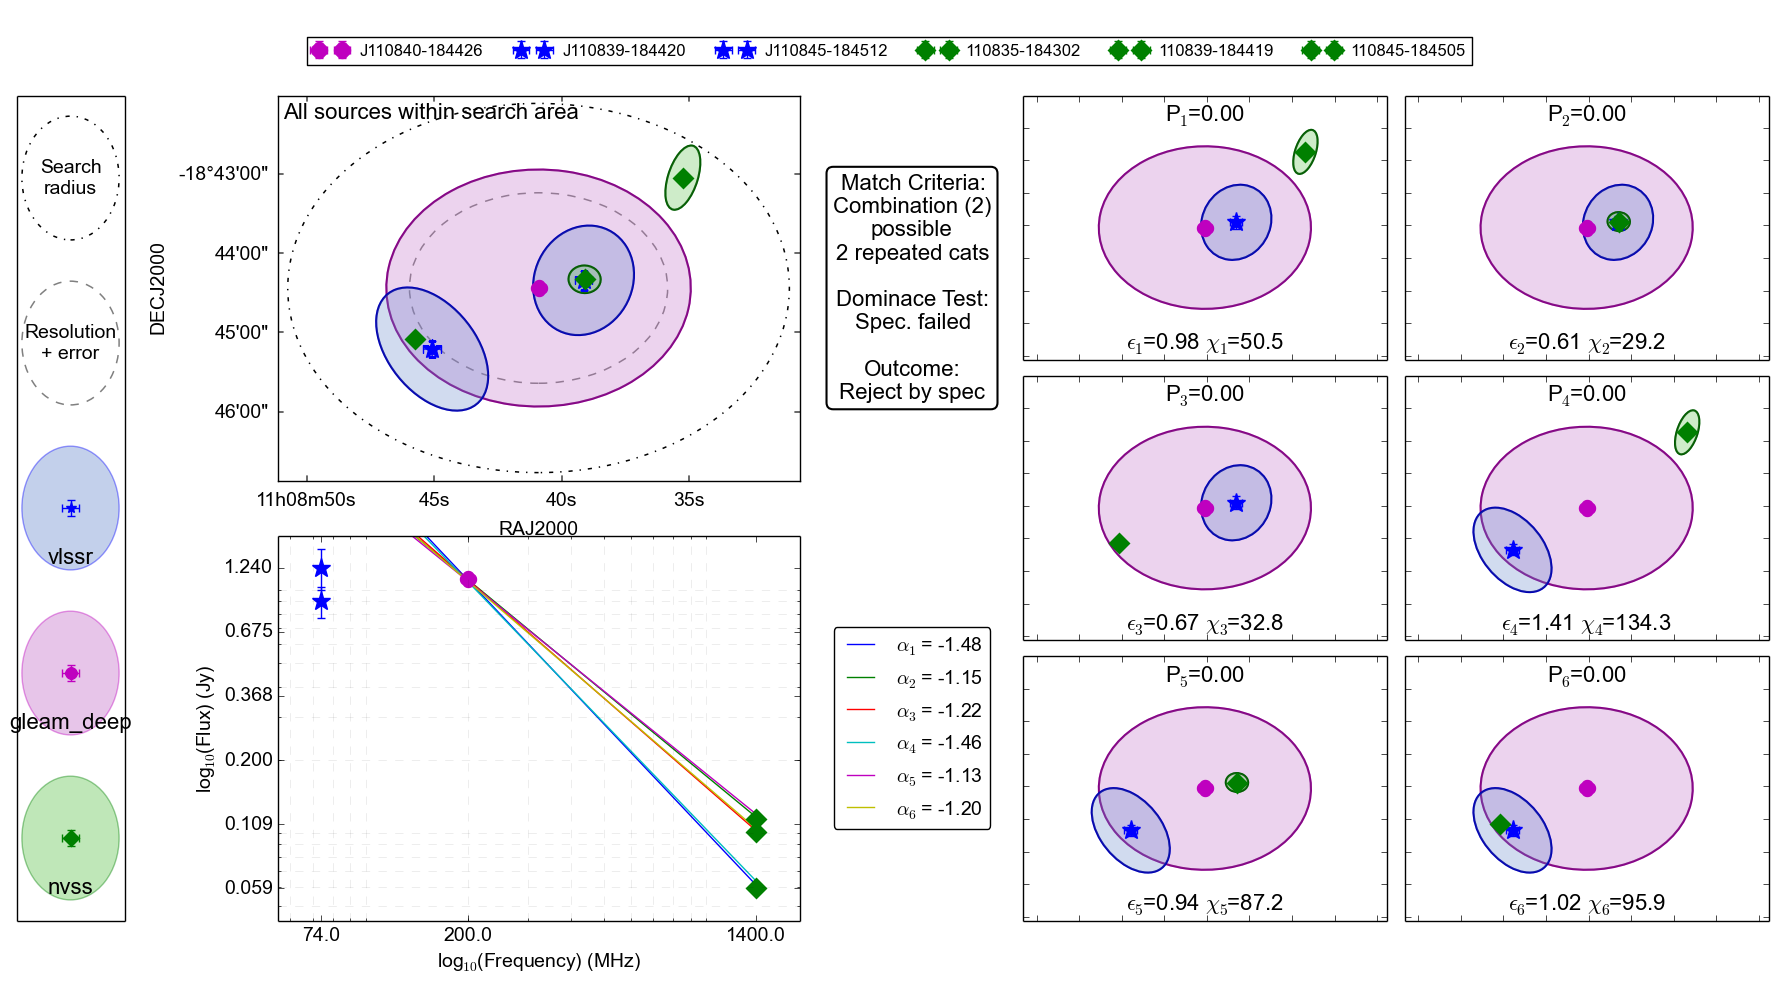 J110840-184426 J110839-184420 J110845-184512 110835-184302 110839-184419 110845-184505
Search
radius
Resolution
+ error
vlssr
gleam_deep
nvss
All sources within search area
DECJ2000
-18°43'00"
44'00"
45'00"
46'00"
11h08m50s 45s 40s 35s
RAJ2000
Match Criteria:
Combination (2)
possible
2 repeated cats
Dominace Test:
Spec. failed
Outcome:
Reject by spec
log10(Flux) (Jy)
1.240
0.675
0.368
0.200
0.109
0.059
74.0 200.0 1400.0
log10(Frequency) (MHz)
α1 = -1.48
α2 = -1.15
α3 = -1.22
α4 = -1.46
α5 = -1.13
α6 = -1.20
P1=0.00
ϵ1=0.98 χ1=50.5
P2=0.00
ϵ2=0.61 χ2=29.2
P3=0.00
ϵ3=0.67 χ3=32.8
P4=0.00
ϵ4=1.41 χ4=134.3
P5=0.00
ϵ5=0.94 χ5=87.2
P6=0.00
ϵ6=1.02 χ6=95.9